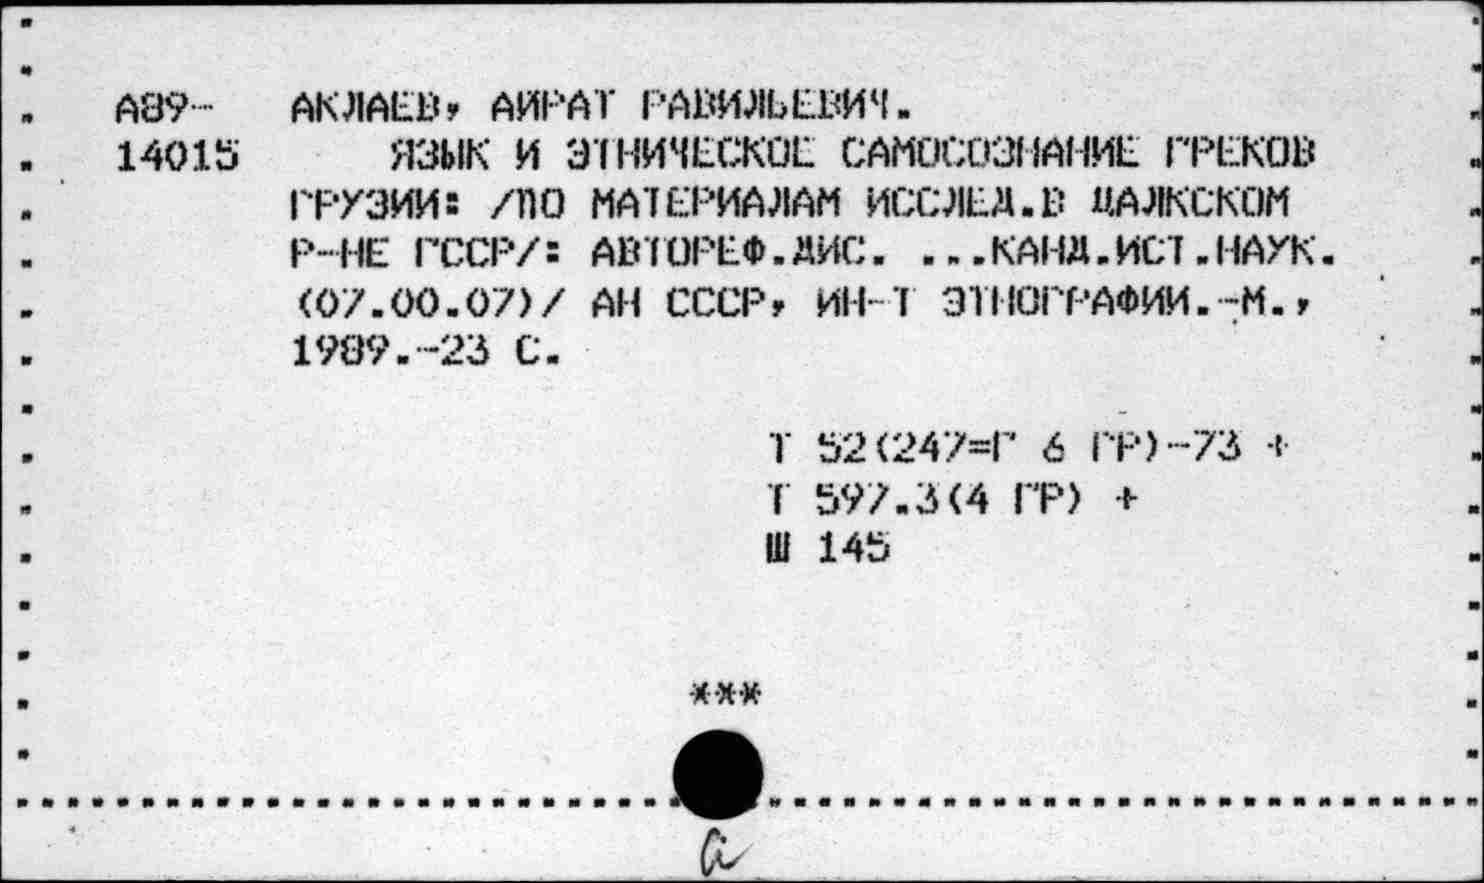 А89- АКЛАЕВ, АЙРАТ РАВИЛЬЕВИЧ.
14015 ЯЗЫК И ЭТНИЧЕСКОЕ САМОСОЗНАНИЕ ГРЕКОВ
ГРУЗИИ: /ПО МАТЕРИАЛАМ ИССЛЕД.В ЦАЛКСКОМ
Р-НЕ ГССР/: АВТОРЕФ.ДИС. ...КАНД.ИСТ.НАУК.
(07.00.07)/ АН СССР, ИН-Т ЭТНОГРАФИИ.-М.,
1989.-23 С.
Т 52(247=Г 6 ГР)-73 +
Т 597.3(4 ГР) +
Ш 145
***